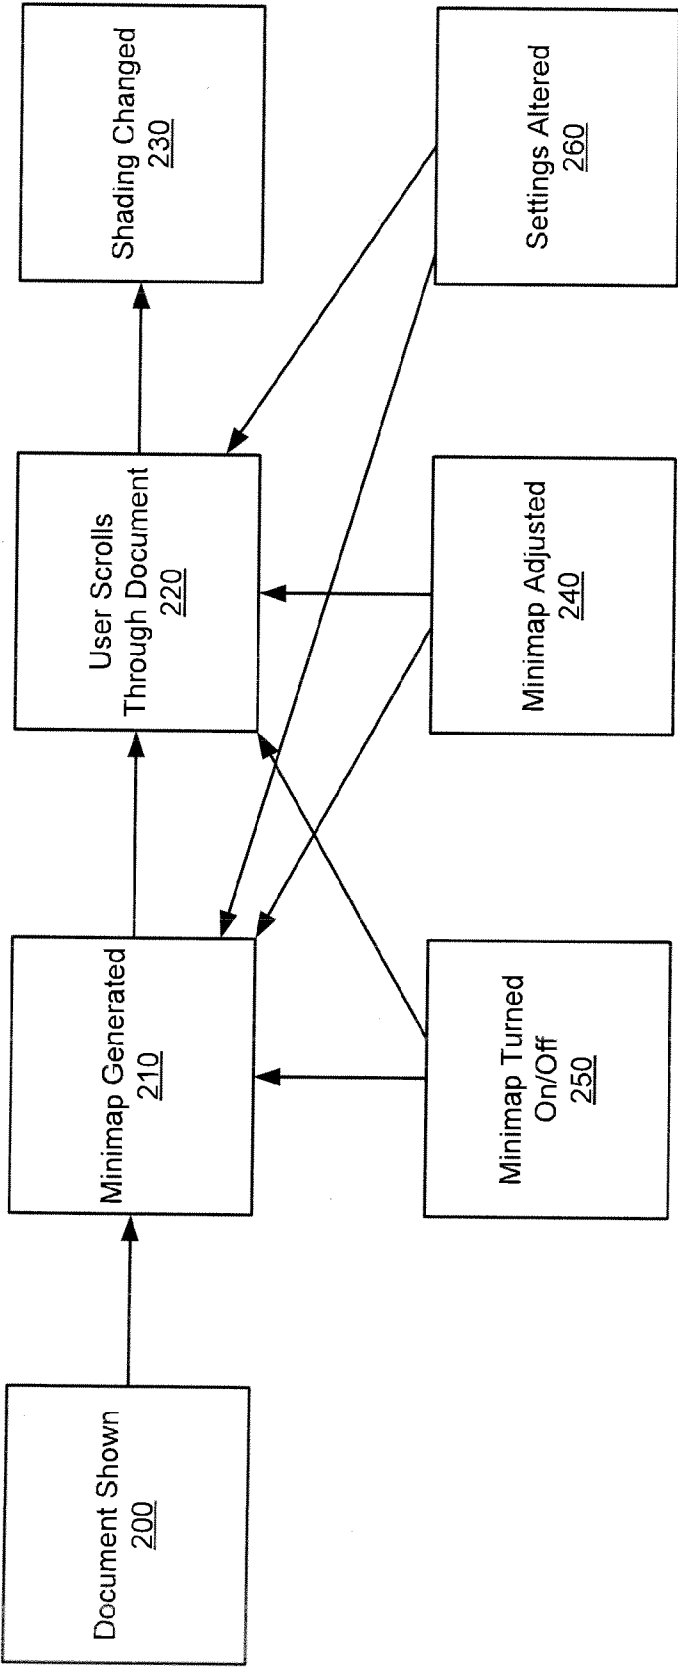 Document Shown
200
Minimap Generated
210
User Scrolls
Through Document
220
Shading Changed
230
Minimap Turned
On/Off
250
Minimap Adjusted
240
Settings Altered
260